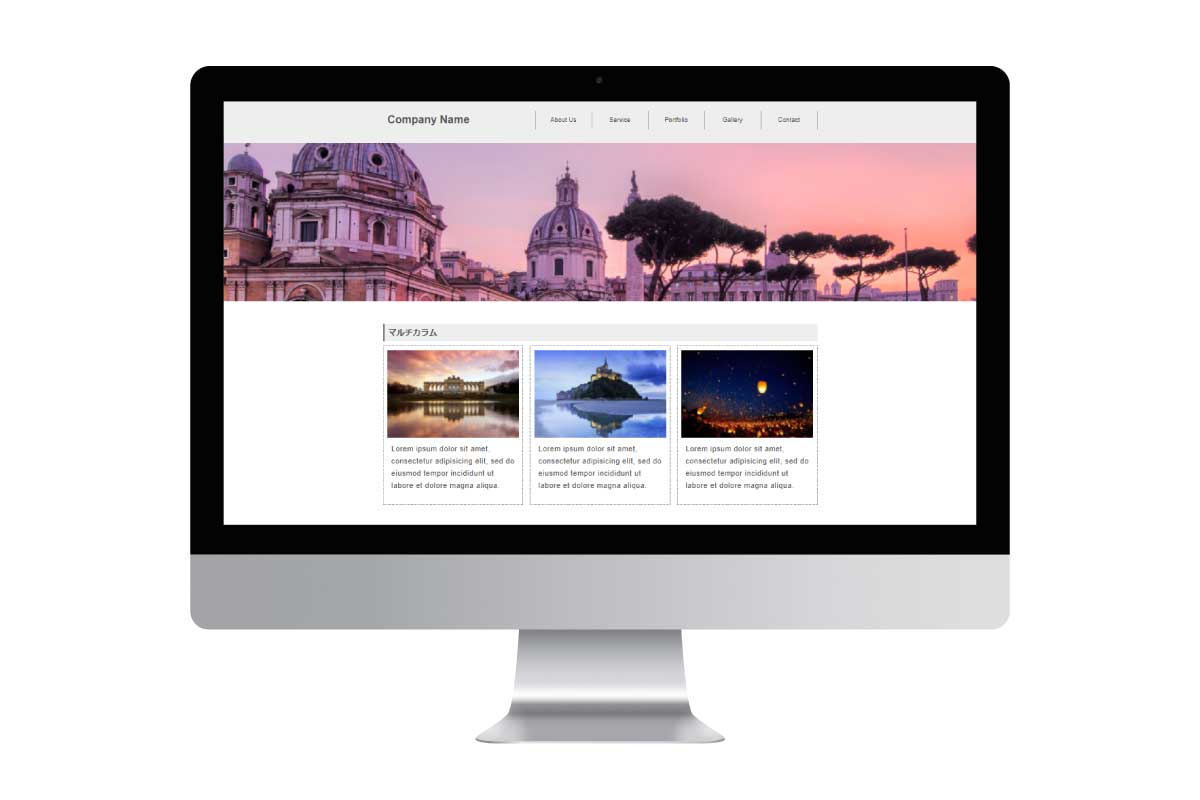 Company Name
About Us
Service
Portfolio
Gallery
Contact
マルチカラム
Lorem ipsum dolor sit amet,
consectetur adipisicing elit, sed do
eiusmod tempor incididunt ut
labore et dolore magna aliqua.
Lorem ipsum dolor sit amet,
consectetur adipisicing elit, sed do
eiusmod tempor incididunt ut
labore et dolore magna aliqua.
Lorem ipsum dolor sit amet,
consectetur adipisicing elit, sed do
eiusmod tempor incididunt ut
labore et dolore magna aliqua.